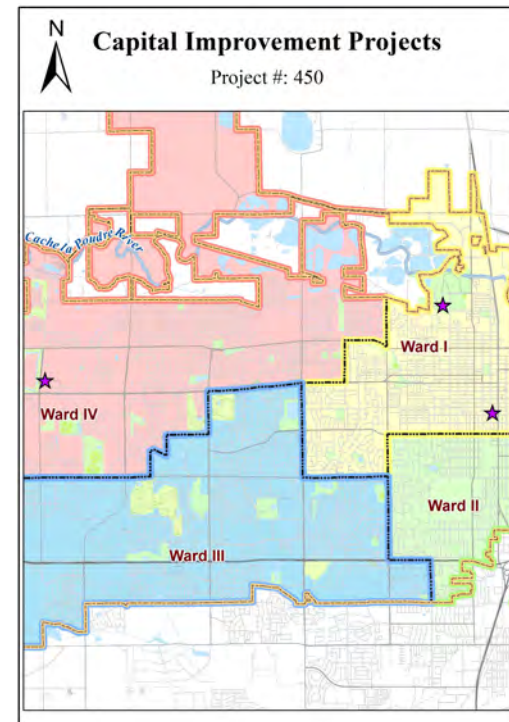 N
Capital Improvement Projects
Project #: 450
Cache la Poudre River
Ward I
Ward IV
Ward II
Ward III